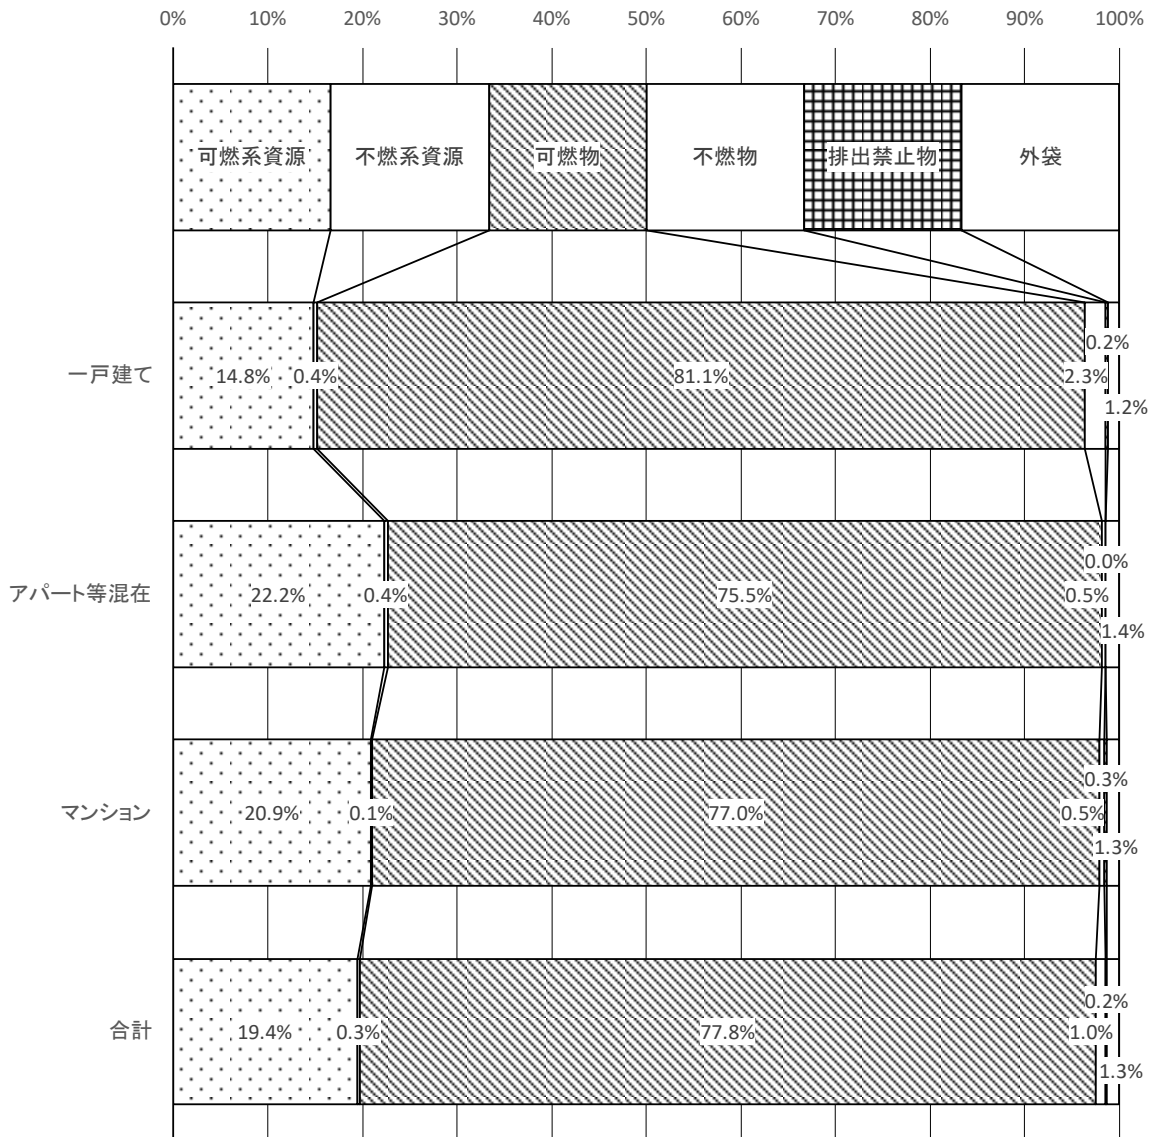 0% 10% 20% 30% 40% 50% 60% 70% 80% 90% 100%
可燃系資源 不燃系資源 可燃物 不燃物 排出禁止物 外袋
0.2%
一戸建て 14.8% 0.4% 81.1% 2.3%
1.2%
0.0%
アパート等混在 22.2% 0.4% 75.5% 0.5%
1.4%
0.3%
マンション 20.9% 0.1% 77.0% 0.5%
1.3%
0.2%
合計 19.4% 0.3% 77.8% 1.0%
1.3%